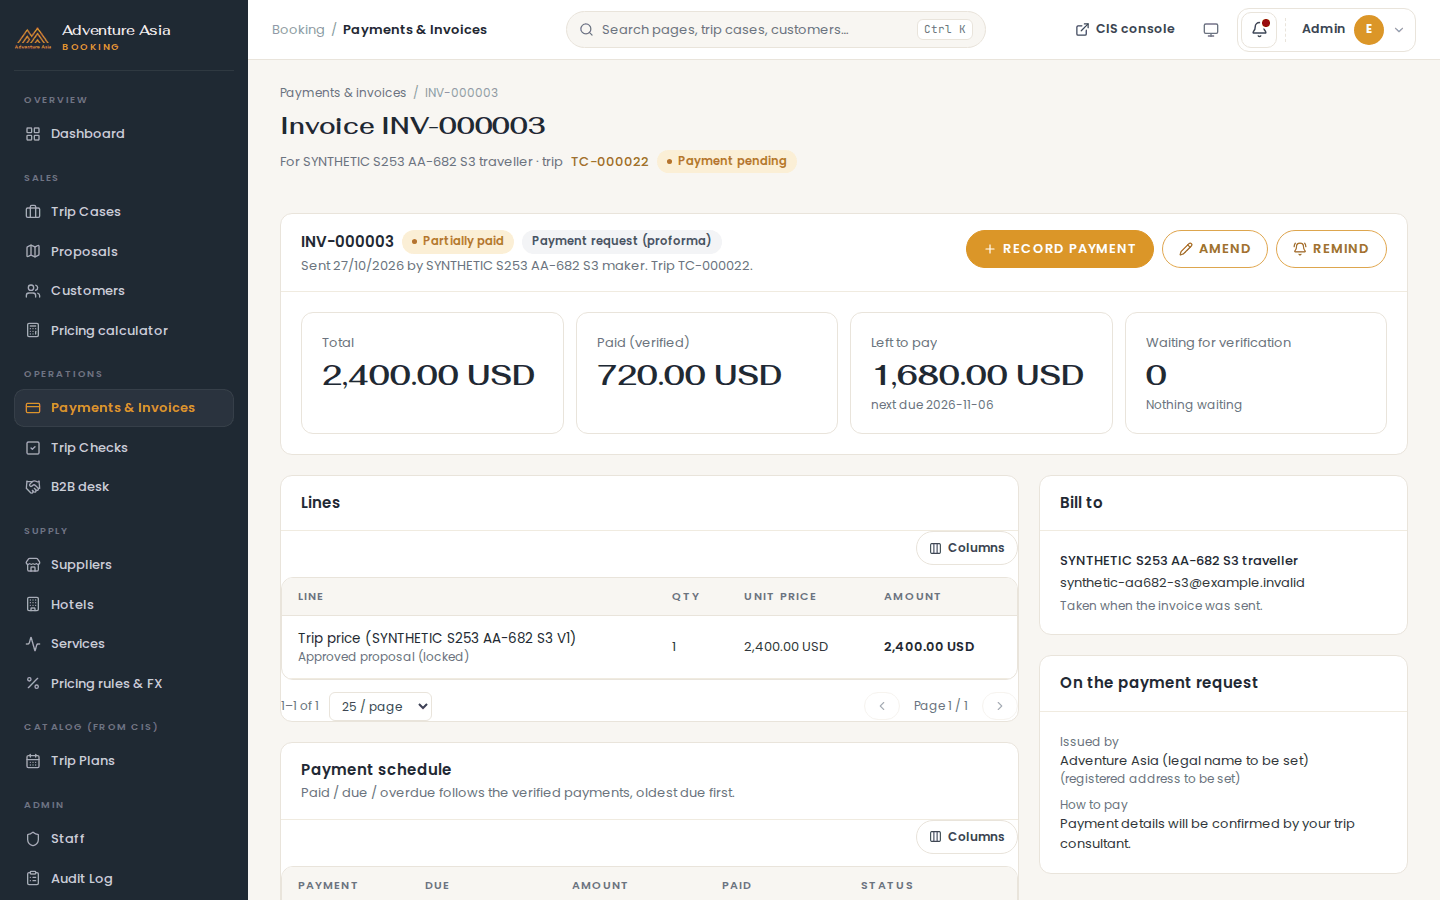 Adventure Asia
BOOKING
Adventure Asia
OVERVIEW
Dashboard
SALES
Trip Cases
Proposals
Customers
Pricing calculator
OPERATIONS
Payments & Invoices
Trip Checks
B2B desk
SUPPLY
Suppliers
Hotels
Services
Pricing rules & FX
CATALOG (FROM CIS)
Trip Plans
ADMIN
Staff
Audit Log
Booking / Payments & Invoices
Search pages, trip cases, customers…
Ctrl K
CIS console
Admin
E
Payments & invoices / INV-000003
Invoice INV-000003
For SYNTHETIC S253 AA-682 S3 traveller · trip TC-000022 Payment pending
INV-000003 Partially paid Payment request (proforma)
Sent 27/10/2026 by SYNTHETIC S253 AA-682 S3 maker. Trip TC-000022.
RECORD PAYMENT
AMEND
REMIND
Total
2,400.00 USD
Paid (verified)
720.00 USD
Left to pay
1,680.00 USD
next due 2026-11-06
Waiting for verification
0
Nothing waiting
Lines
Columns
LINE QTY UNIT PRICE AMOUNT
Trip price (SYNTHETIC S253 AA-682 S3 V1) 1 2,400.00 USD 2,400.00 USD
Approved proposal (locked)
1–1 of 1 25 / page Page 1 / 1
Payment schedule
Paid / due / overdue follows the verified payments, oldest due first.
Columns
PAYMENT DUE AMOUNT PAID STATUS
Bill to
SYNTHETIC S253 AA-682 S3 traveller
synthetic-aa682-s3@example.invalid
Taken when the invoice was sent.
On the payment request
Issued by
Adventure Asia (legal name to be set)
(registered address to be set)
How to pay
Payment details will be confirmed by your trip
consultant.